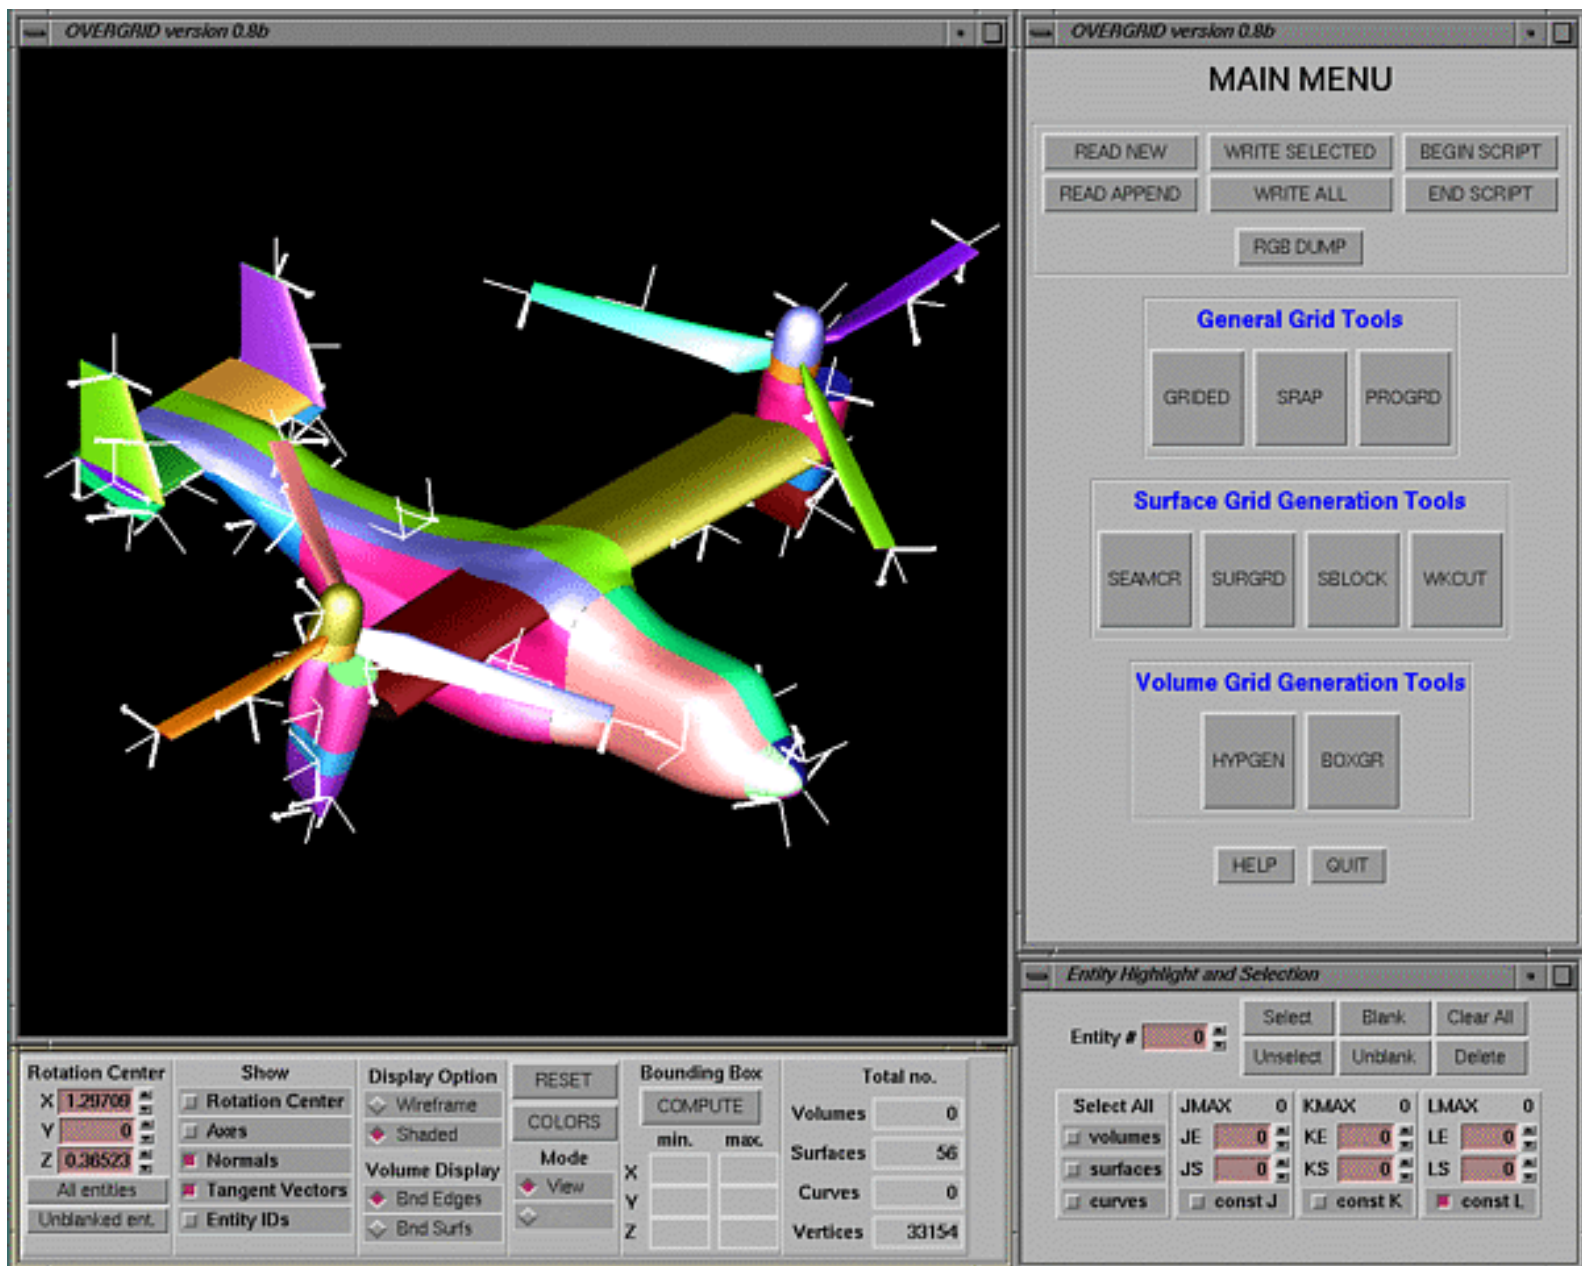 OVERGRID version 0.8b
OVERGRID version 0.8b
MAIN MENU
READ NEW WRITE SELECTED BEGIN SCRIPT
READ APPEND WRITE ALL END SCRIPT
RGB DUMP
General Grid Tools
GRIDED SRAP PROGRD
Surface Grid Generation Tools
SEAMCR SURGRD SBLOCK WKCUT
Volume Grid Generation Tools
HYPGEN BOXGR
HELP QUIT
Rotation Center
X 1.29709
Y 0
Z 0.36523
All entities
Unblanked ent.
Show
Rotation Center
Axes
Normals
Tangent Vectors
Entity IDs
Display Option
Wireframe
Shaded
Volume Display
Bnd Edges
Bnd Surfs
RESET
COLORS
Mode
View
Bounding Box
COMPUTE
min. max.
X
Y
Z
Total no.
Volumes 0
Surfaces 56
Curves 0
Vertices 33154
Entity Highlight and Selection
Entity # 0
Select Blank Clear All
Unselect Unblank Delete
Select All
volumes
surfaces
curves
JMAX 0 KMAX 0 LMAX 0
JE 0 KE 0 LE 0
JS 0 KS 0 LS 0
const J const K const L